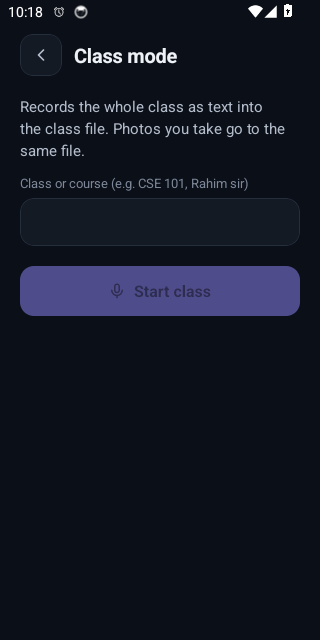 10:18
Class mode
Records the whole class as text into
the class file. Photos you take go to the
same file.
Class or course (e.g. CSE 101, Rahim sir)
Start class